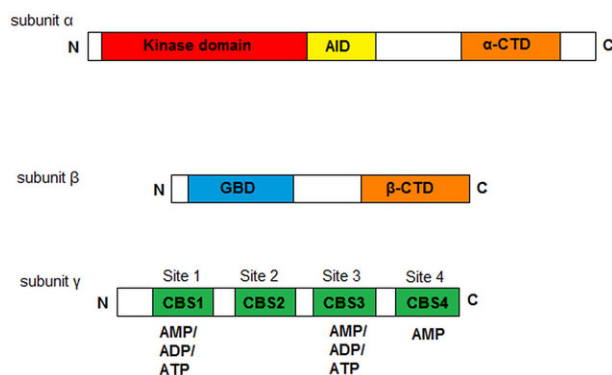 subunit α
N Kinase domain AID α-CTD C
subunit β
N GBD β-CTD C
Site 1 Site 2 Site 3 Site 4
subunit γ
N CBS1 CBS2 CBS3 CBS4 C
AMP/ AMP/ AMP
ADP/ ADP/
ATP ATP